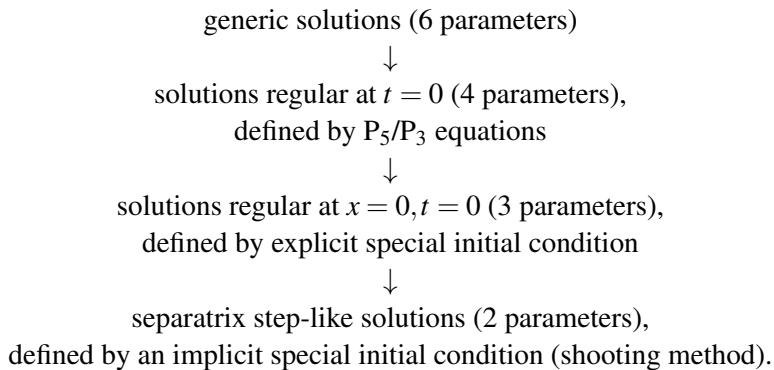 generic solutions (6 parameters)
↓
solutions regular at t = 0 (4 parameters),
defined by P₅/P₃ equations
↓
solutions regular at x = 0, t = 0 (3 parameters),
defined by explicit special initial condition
↓
separatrix step-like solutions (2 parameters),
defined by an implicit special initial condition (shooting method).